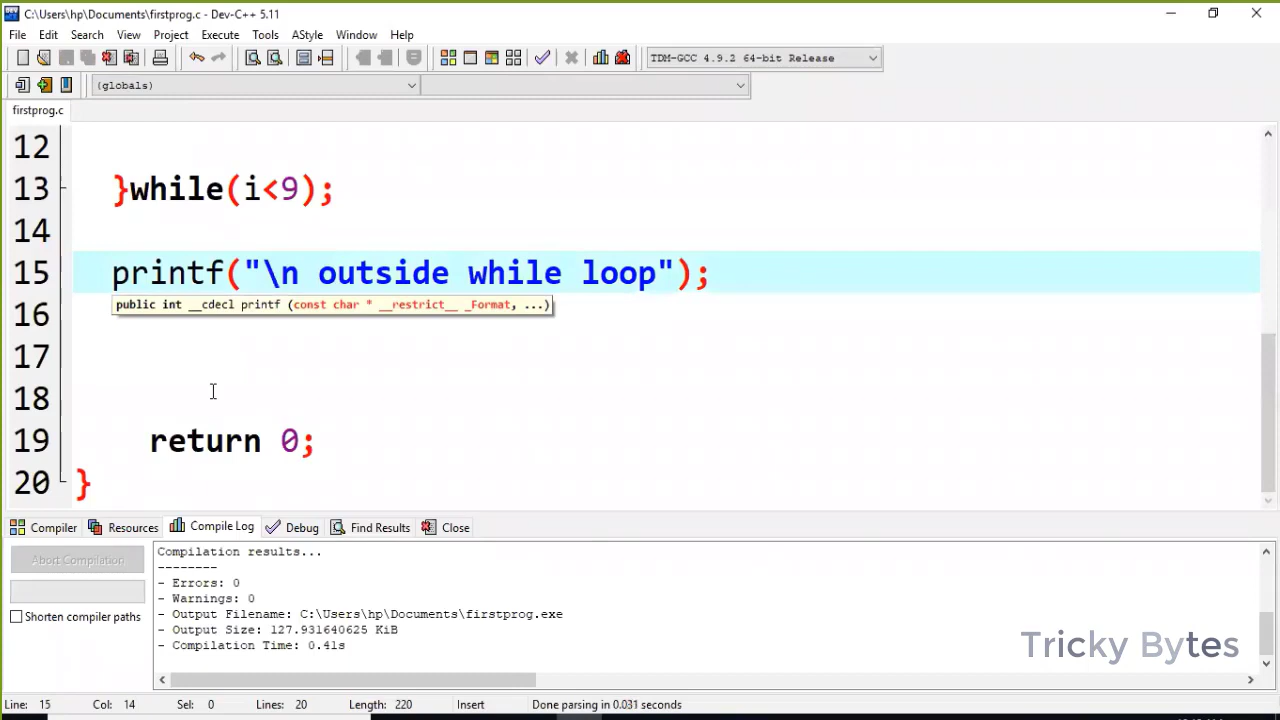 C:\Users\hp\Documents\firstprog.c - Dev-C++ 5.11
File Edit Search View Project Execute Tools AStyle Window Help
TDM-GCC 4.9.2 64-bit Release
(globals)
firstprog.c
12
13 }while(i<9);
14
15 printf("\n outside while loop");
public int __cdecl printf (const char * __restrict__ _Format, ...)
16
17
18
19 return 0;
20 }
Compiler Resources Compile Log Debug Find Results Close
Abort Compilation
Shorten compiler paths
Compilation results...
--------
- Errors: 0
- Warnings: 0
- Output Filename: C:\Users\hp\Documents\firstprog.exe
- Output Size: 127.931640625 KiB
- Compilation Time: 0.41s
Tricky Bytes
Line: 15 Col: 14 Sel: 0 Lines: 20 Length: 220 Insert Done parsing in 0.031 seconds